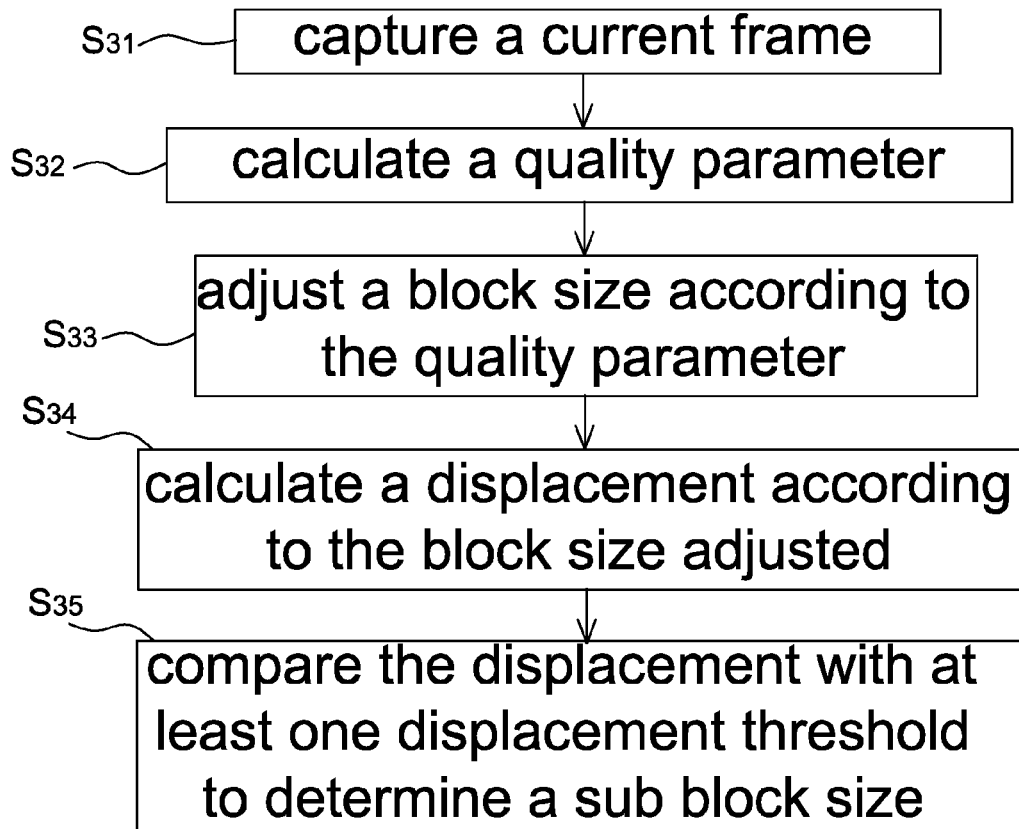 S31
capture a current frame
S32
calculate a quality parameter
S33
adjust a block size according to
the quality parameter
S34
calculate a displacement according
to the block size adjusted
S35
compare the displacement with at
least one displacement threshold
to determine a sub block size